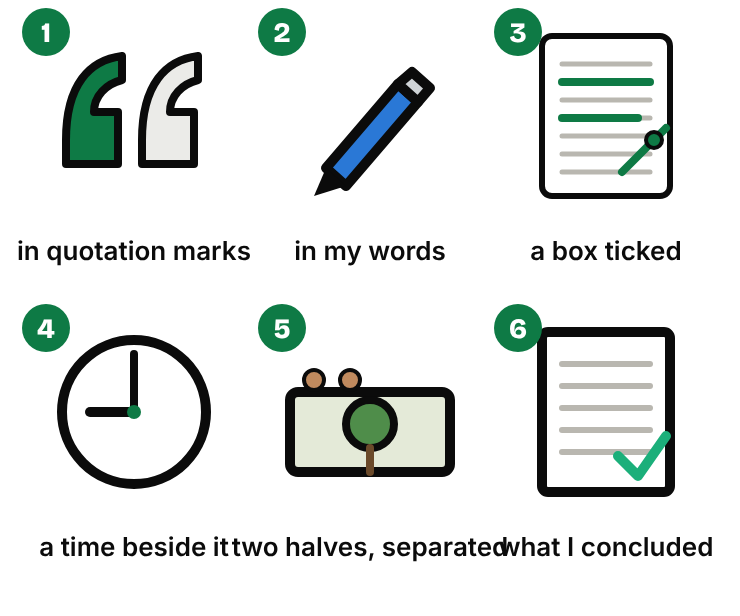 1
2
3
in quotation marks
in my words
a box ticked
4
5
6
a time beside it
two halves, separated
what I concluded